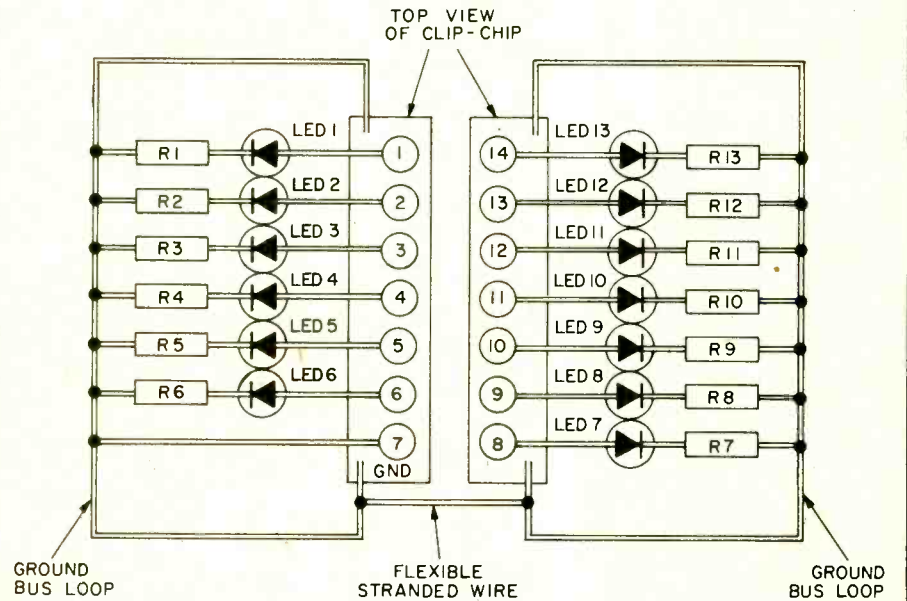 TOP VIEW
OF CLIP-CHIP
LED 1
R1
1
LED 2
R2
2
LED 3
R3
3
LED 4
R4
4
LED 5
R5
5
LED 6
R6
6
7
GND
LED 13
14
R13
LED 12
13
R12
LED 11
12
R11
LED 10
11
R10
LED 9
10
R9
LED 8
9
R8
LED 7
8
R7
GROUND
BUS LOOP
FLEXIBLE
STRANDED WIRE
GROUND
BUS LOOP